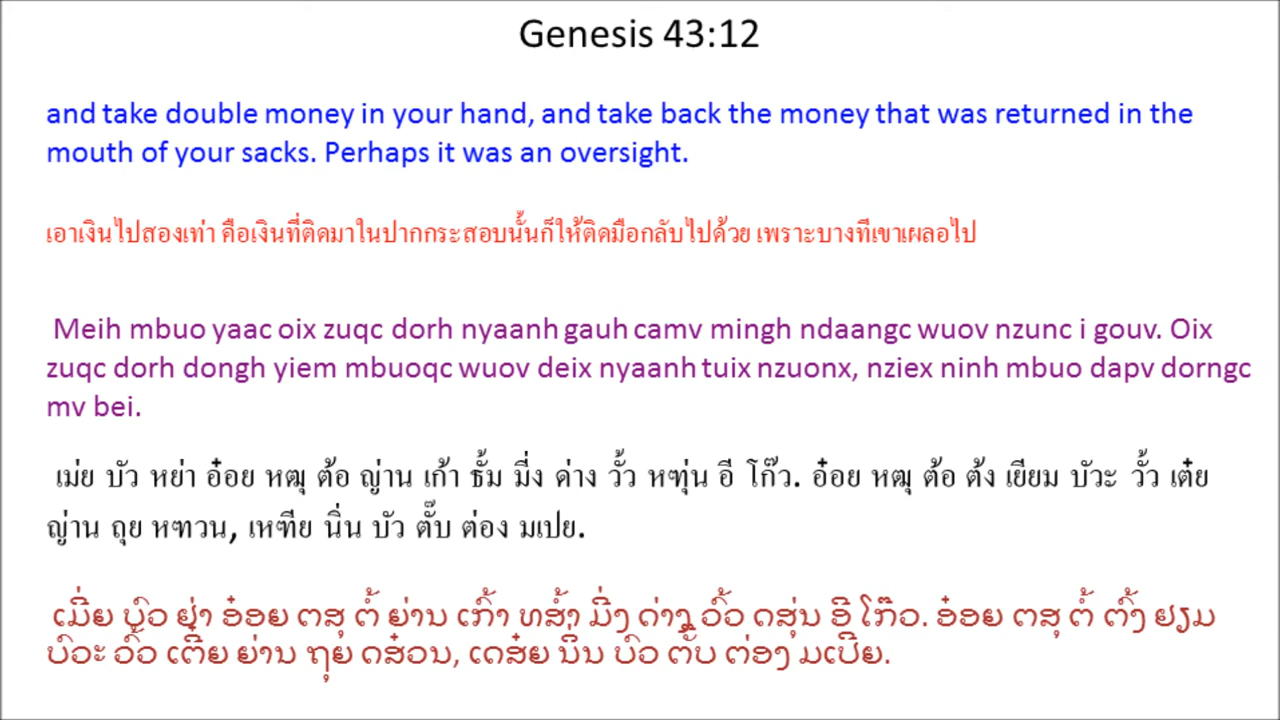 Genesis 43:12
and take double money in your hand, and take back the money that was returned in the
mouth of your sacks. Perhaps it was an oversight.
เอาเงินไปสองเท่า คือเงินที่ติดมาในปากกระสอบนั้นก็ให้ติดมือกลับไปด้วย เพราะบางทีเขาเผลอไป
Meih mbuo yaac oix zuqc dorh nyaanh gauh camv mingh ndaangc wuov nzunc i gouv. Oix
zuqc dorh dongh yiem mbuoqc wuov deix nyaanh tuix nzuonx, nziex ninh mbuo dapv dorngc
mv bei.
เม่ย บัว หย่า อ๋อย หฒุ ต้อ ญ่าน เก้า ธั้ม มี่ง ด่าง วั้ว หฑุ่น อี โก๊ว. อ๋อย หฒุ ต้อ ต้ง เยียม บัวะ วั้ว เต๋ย
ญ่าน ถุย หฑวน, เหฑีย นิ่น บัว ตั๊บ ต่อง มเปย.
ເມີ່ຍ ບົວ ຢ່າ ອ໋ອຍ ຕສຸ ຕໍ້ ຍ່ານ ເກົ້າ ທສ້ຳ ມີ່ງ ດ່າງ ວົ້ວ ດສຸ່ນ ອີ ໂກ໊ວ. ອ໋ອຍ ຕສຸ ຕໍ້ ຕົ້ງ ຢຽມ
ບົວະ ວົ້ວ ເຕີ໋ຍ ຍ່ານ ຖຸຍ ດສ໋ວນ, ເດສ໋ຍ ນິ່ນ ບົວ ຕັ໊ບ ຕ່ອງ ມເປີຍ.